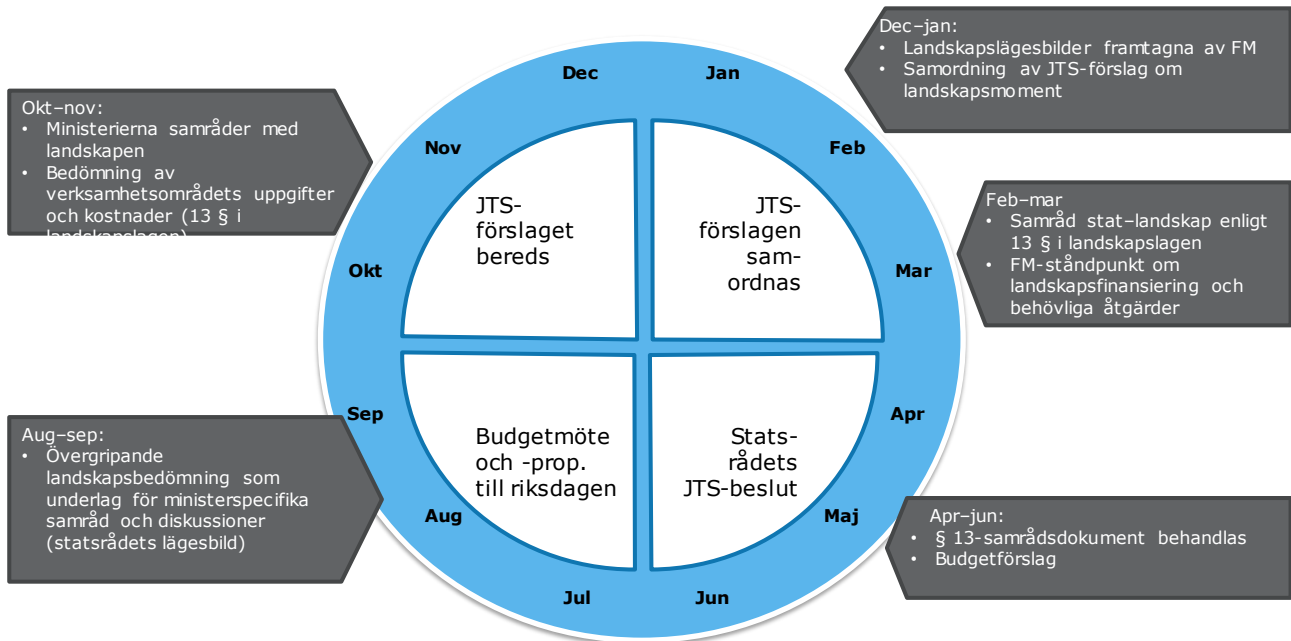 Dec–jan:
• Landskapslägesbilder framtagna av FM
• Samordning av JTS-förslag om
landskapsmoment
Dec
Jan
Okt–nov:
• Ministerierna samråder med
landskapen
• Bedömning av
verksamhetsområdets uppgifter
och kostnader (13 § i
landskapslagen)
Nov
Feb
JTS-
förslaget
bereds
JTS-
förslagen
sam-
ordnas
Feb–mar
• Samråd stat–landskap enligt
13 § i landskapslagen
• FM-ståndpunkt om
landskapsfinansiering och
behövliga åtgärder
Okt
Mar
Sep
Apr
Aug–sep:
• Övergripande
landskapsbedömning som
underlag för ministerspecifika
samråd och diskussioner
(statsrådets lägesbild)
Budgetmöte
och -prop.
till riksdagen
Stats-
rådets
JTS-beslut
Aug
Maj
Apr–jun:
• § 13-samrådsdokument behandlas
• Budgetförslag
Jul
Jun